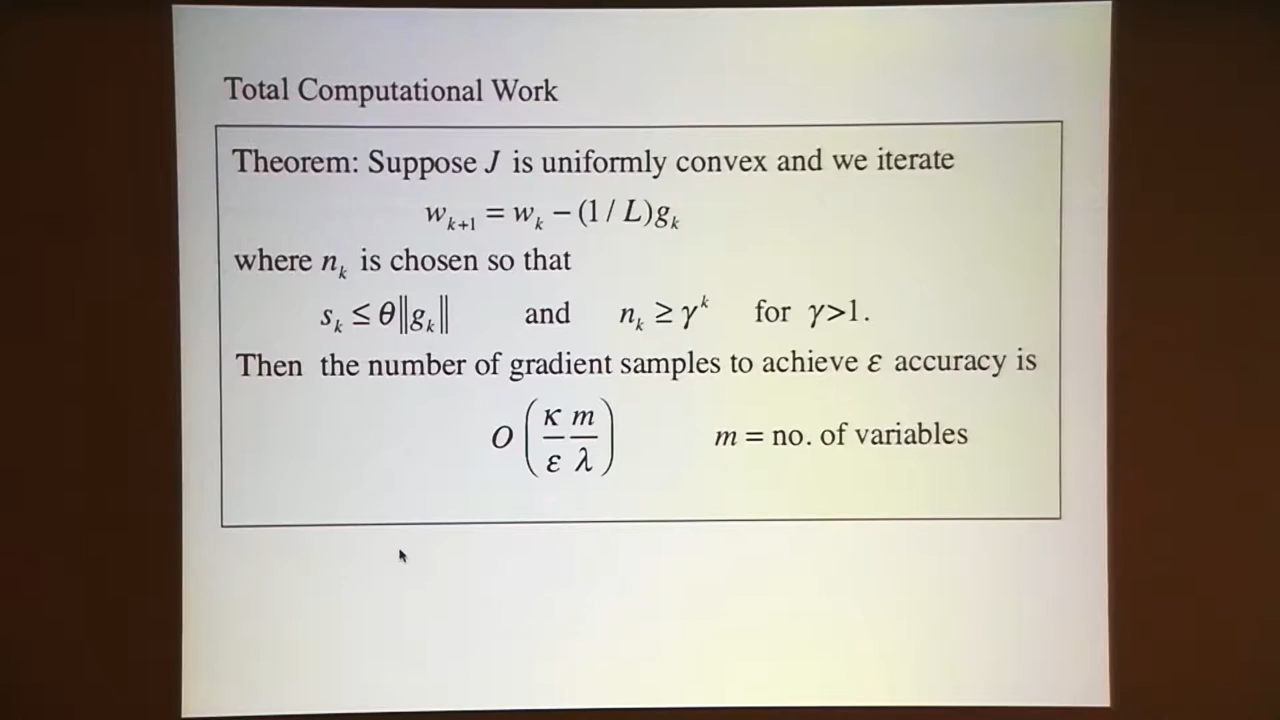 Total Computational Work
Theorem: Suppose J is uniformly convex and we iterate
w_{k+1} = w_k − (1 / L)g_k
where n_k is chosen so that
s_k ≤ θ‖g_k‖ and n_k ≥ γ^k for γ>1.
Then the number of gradient samples to achieve ε accuracy is
O(κ/ε m/λ) m = no. of variables